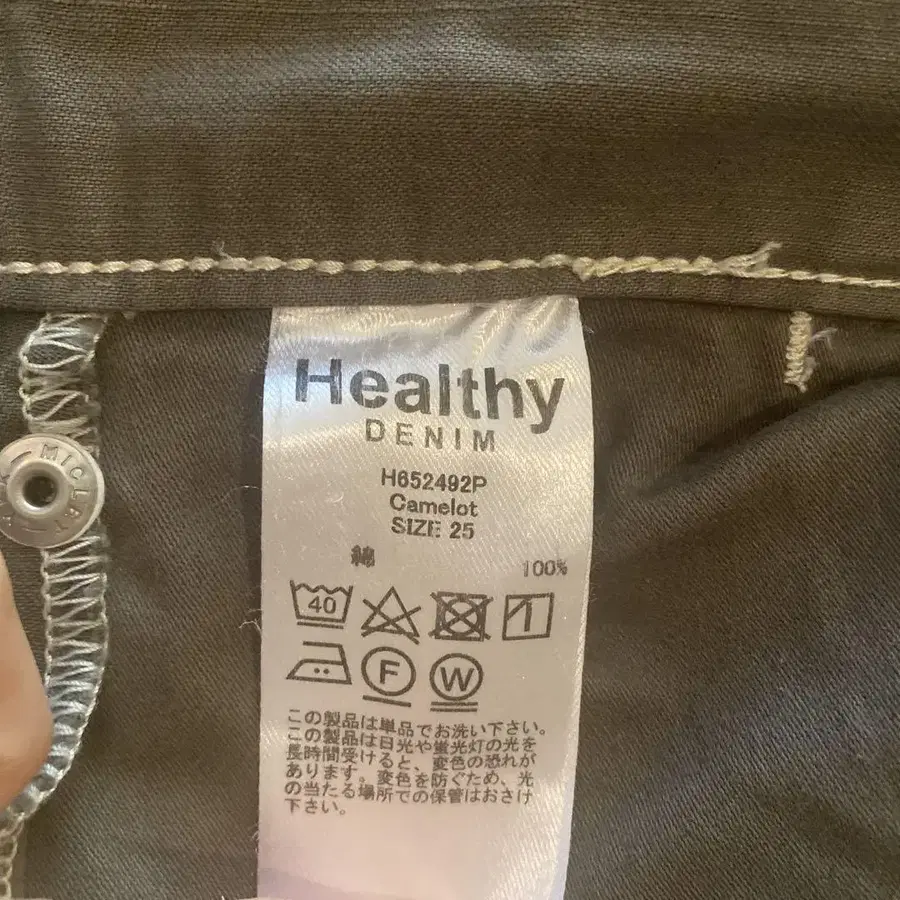 Healthy
DENIM
H652492P
Camelot
SIZE 25
綿 100%
40
F W
この製品は単品でお洗い下さい。
この製品は日光や蛍光灯の光を
長時間受けると、変色の恐れが
あります。変色を防ぐため、光
の当たる場所での保管はおさけ
下さい。